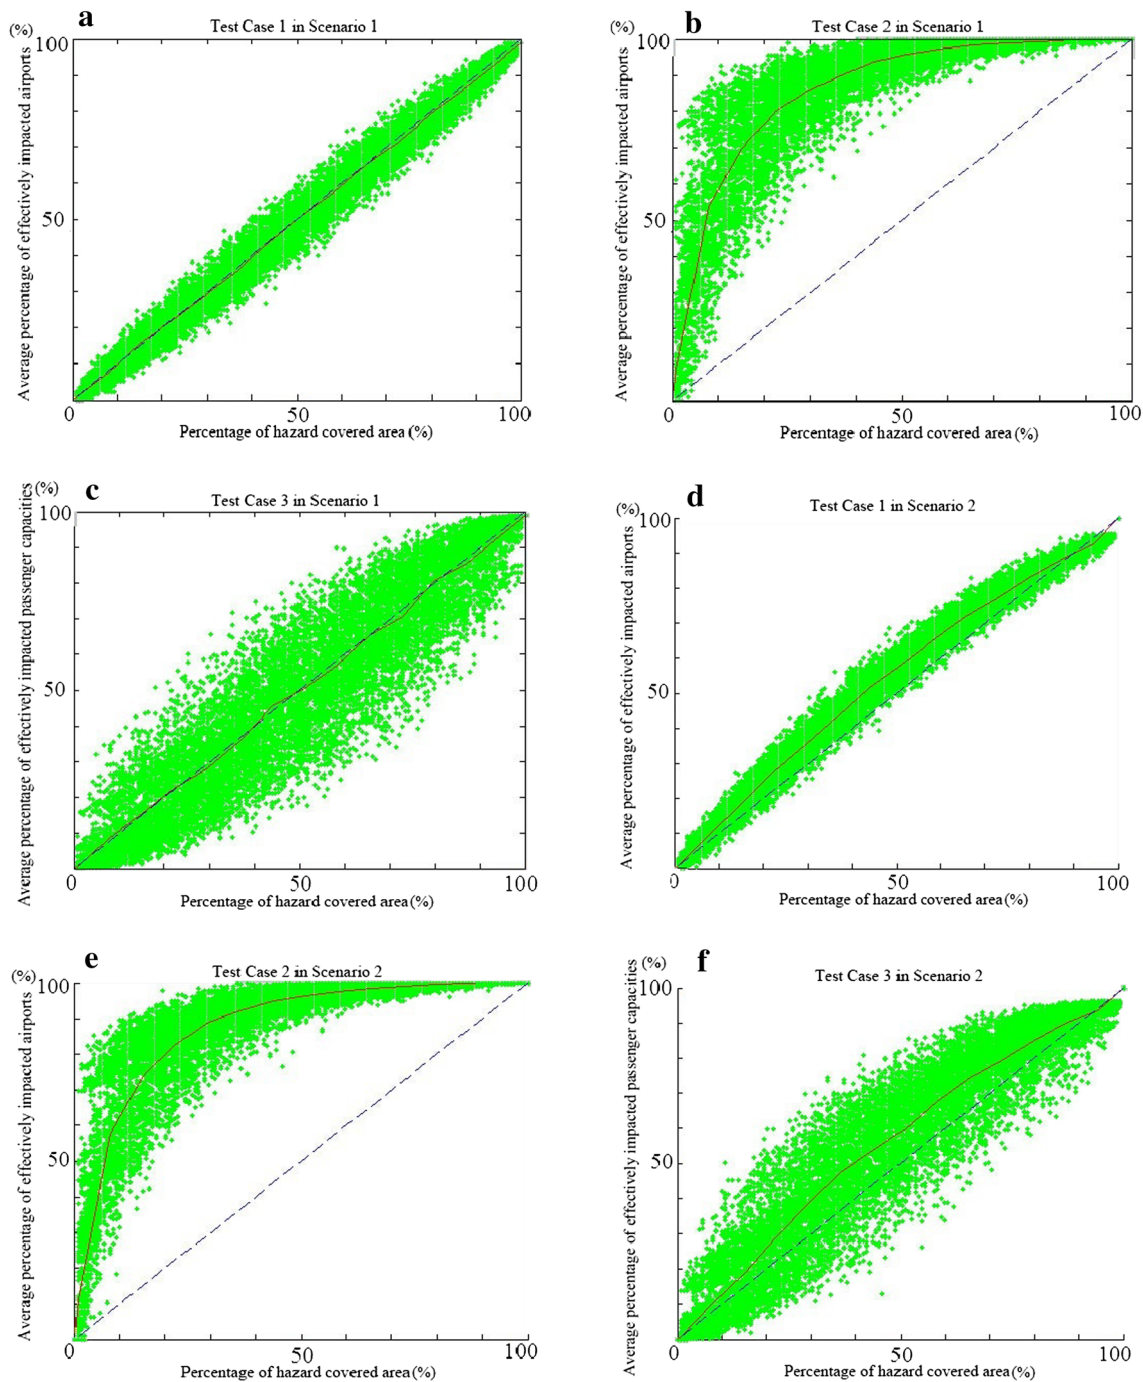 a
Test Case 1 in Scenario 1
(%)
100
50
0
50
100
Average percentage of effectively impacted airports
Percentage of hazard covered area (%)
b
Test Case 2 in Scenario 1
(%)
100
50
0
50
100
Average percentage of effectively impacted airports
Percentage of hazard covered area (%)
c
Test Case 3 in Scenario 1
(%)
100
50
0
50
100
Average percentage of effectively impacted passenger capacities
Percentage of hazard covered area (%)
d
Test Case 1 in Scenario 2
(%)
100
50
0
50
100
Average percentage of effectively impacted airports
Percentage of hazard covered area (%)
e
Test Case 2 in Scenario 2
(%)
100
50
0
50
100
Average percentage of effectively impacted airports
Percentage of hazard covered area (%)
f
Test Case 3 in Scenario 2
(%)
100
50
0
50
100
Average percentage of effectively impacted passenger capacities
Percentage of hazard covered area (%)